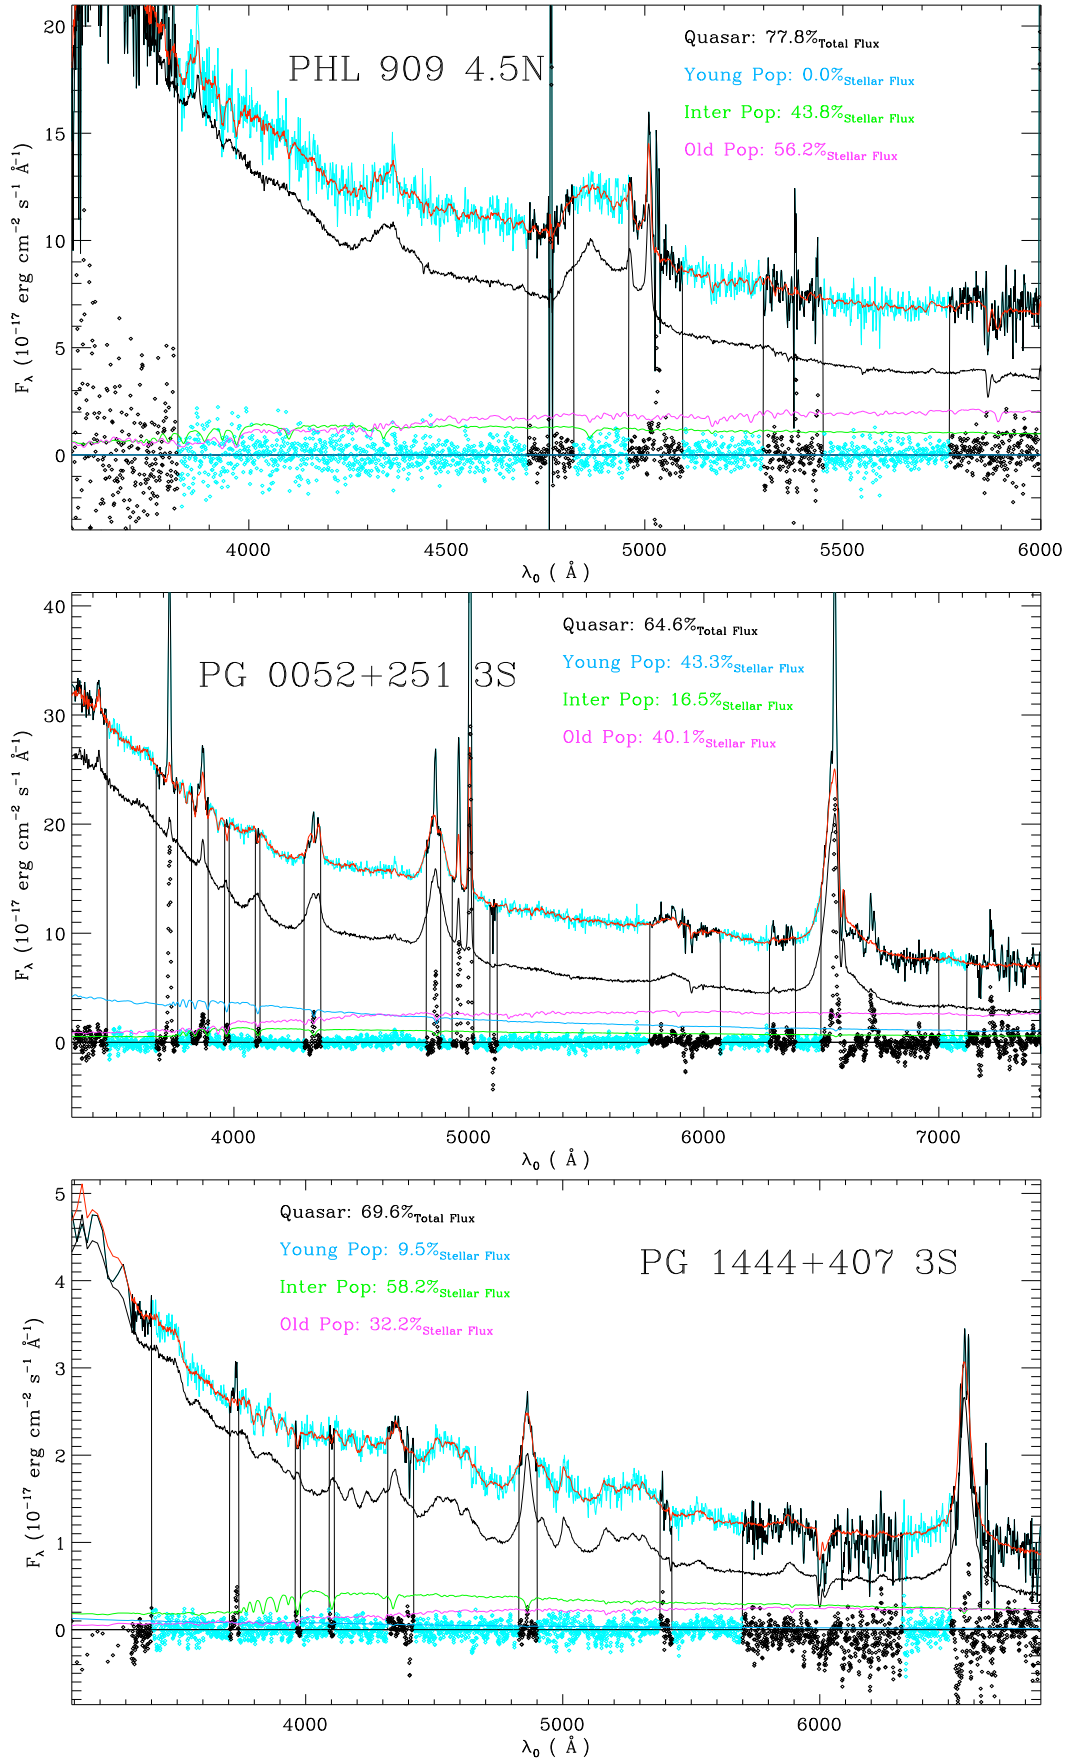 PHL 909 4.5N
Quasar: 77.8%Total Flux
Young Pop: 0.0%Stellar Flux
Inter Pop: 43.8%Stellar Flux
Old Pop: 56.2%Stellar Flux
20
15
10
5
0
Fλ (10−17 erg cm−2 s−1 Å−1)
4000 4500 5000 5500 6000
λ0 ( Å )
PG 0052+251 3S
Quasar: 64.6%Total Flux
Young Pop: 43.3%Stellar Flux
Inter Pop: 16.5%Stellar Flux
Old Pop: 40.1%Stellar Flux
40
30
20
10
0
Fλ (10−17 erg cm−2 s−1 Å−1)
4000 5000 6000 7000
λ0 ( Å )
Quasar: 69.6%Total Flux
Young Pop: 9.5%Stellar Flux
Inter Pop: 58.2%Stellar Flux
Old Pop: 32.2%Stellar Flux
PG 1444+407 3S
5
4
3
2
1
0
Fλ (10−17 erg cm−2 s−1 Å−1)
4000 5000 6000
λ0 ( Å )